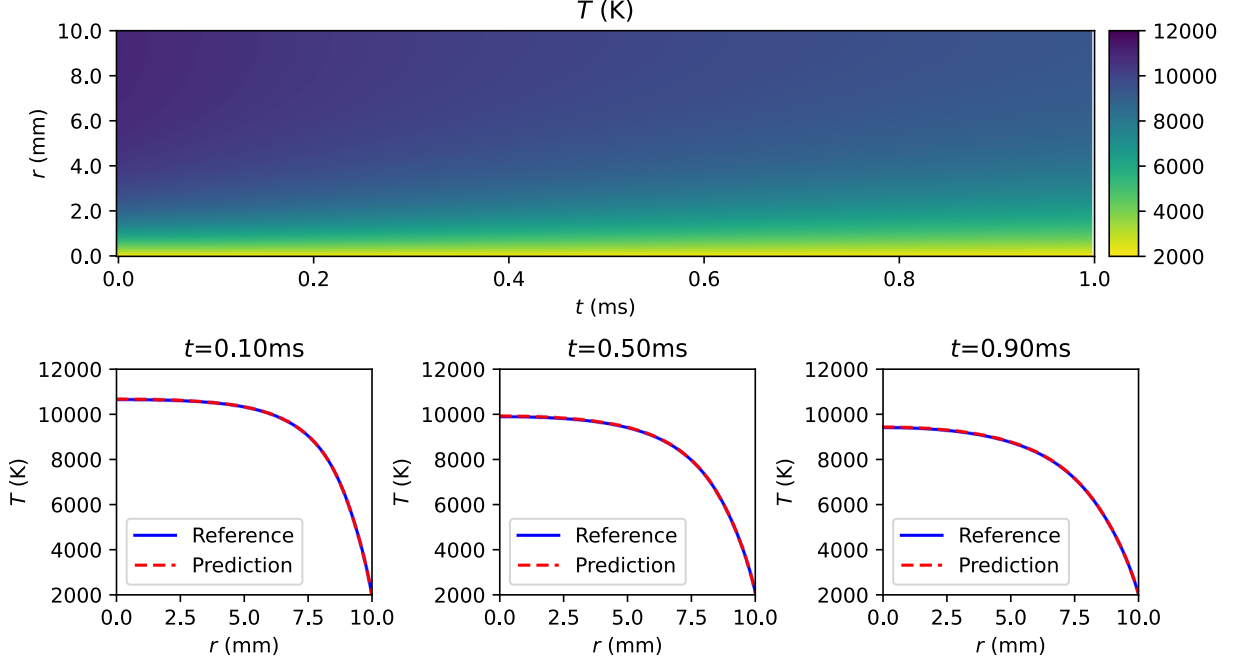 T (K)
10.0
8.0
6.0
4.0
2.0
0.0
r (mm)
0.0 0.2 0.4 0.6 0.8 1.0
t (ms)
12000
10000
8000
6000
4000
2000
t=0.10ms
12000
10000
8000
6000
4000
2000
T (K)
Reference
Prediction
0.0 2.5 5.0 7.5 10.0
r (mm)
t=0.50ms
12000
10000
8000
6000
4000
2000
T (K)
Reference
Prediction
0.0 2.5 5.0 7.5 10.0
r (mm)
t=0.90ms
12000
10000
8000
6000
4000
2000
T (K)
Reference
Prediction
0.0 2.5 5.0 7.5 10.0
r (mm)